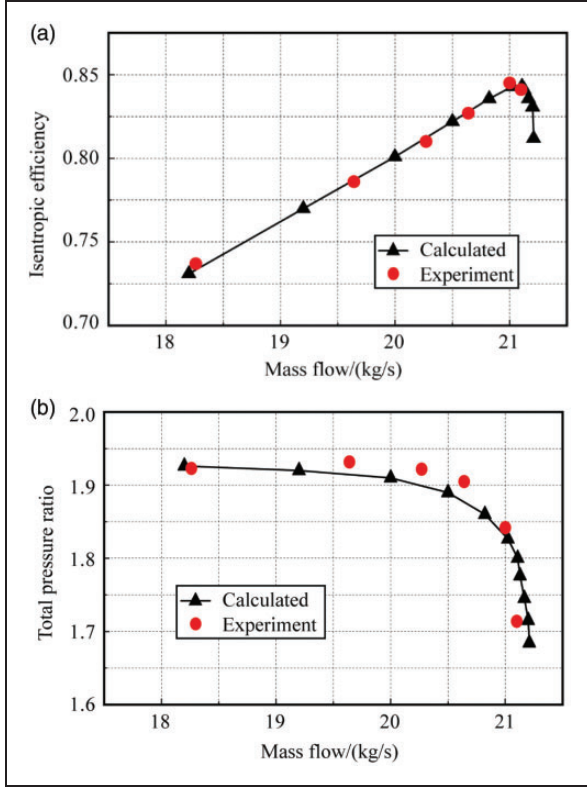 (a)
0.85
0.80
0.75
0.70
Isentropic efficiency
Calculated
Experiment
18 19 20 21
Mass flow/(kg/s)
(b)
2.0
1.9
1.8
1.7
1.6
Total pressure ratio
Calculated
Experiment
18 19 20 21
Mass flow/(kg/s)